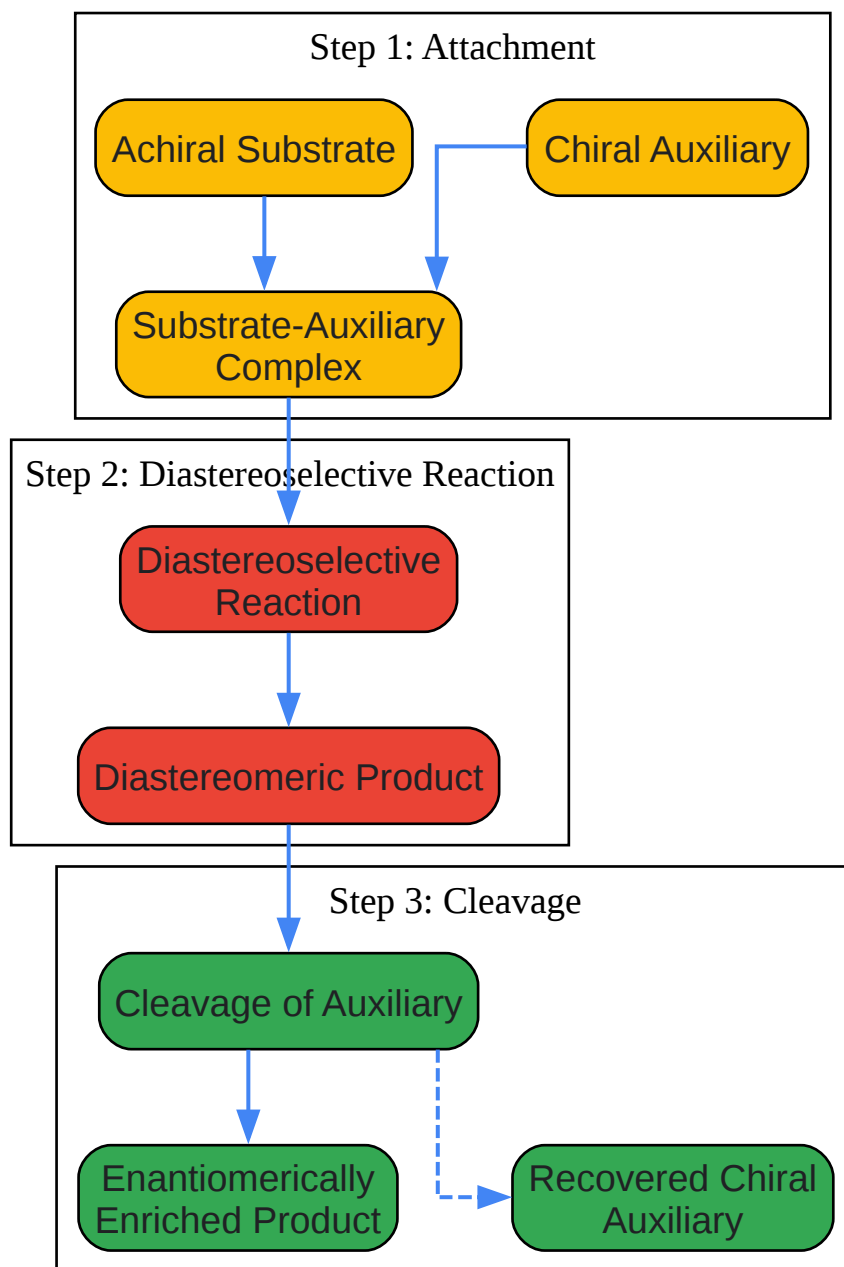 Step 1: Attachment
Achiral Substrate
Chiral Auxiliary
Substrate-Auxiliary
Complex
Step 2: Diastereoselective Reaction
Diastereoselective
Reaction
Diastereomeric Product
Step 3: Cleavage
Cleavage of Auxiliary
Enantiomerically
Enriched Product
Recovered Chiral
Auxiliary